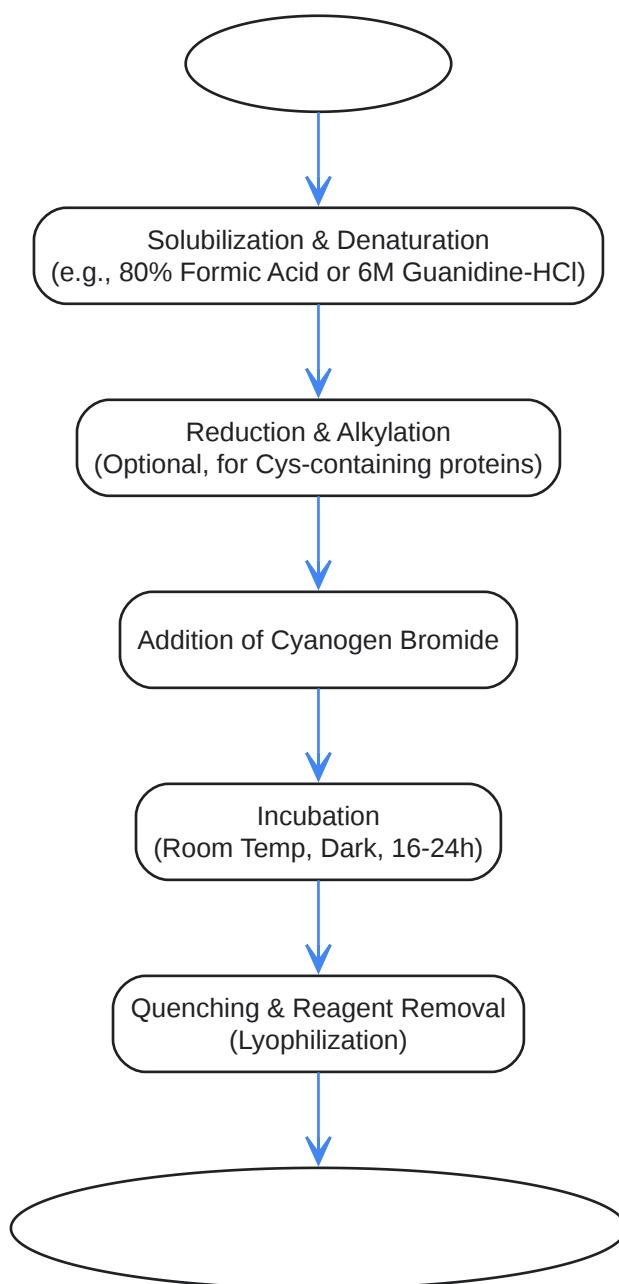 Solubilization & Denaturation
(e.g., 80% Formic Acid or 6M Guanidine-HCl)
Reduction & Alkylation
(Optional, for Cys-containing proteins)
Addition of Cyanogen Bromide
Incubation
(Room Temp, Dark, 16-24h)
Quenching & Reagent Removal
(Lyophilization)